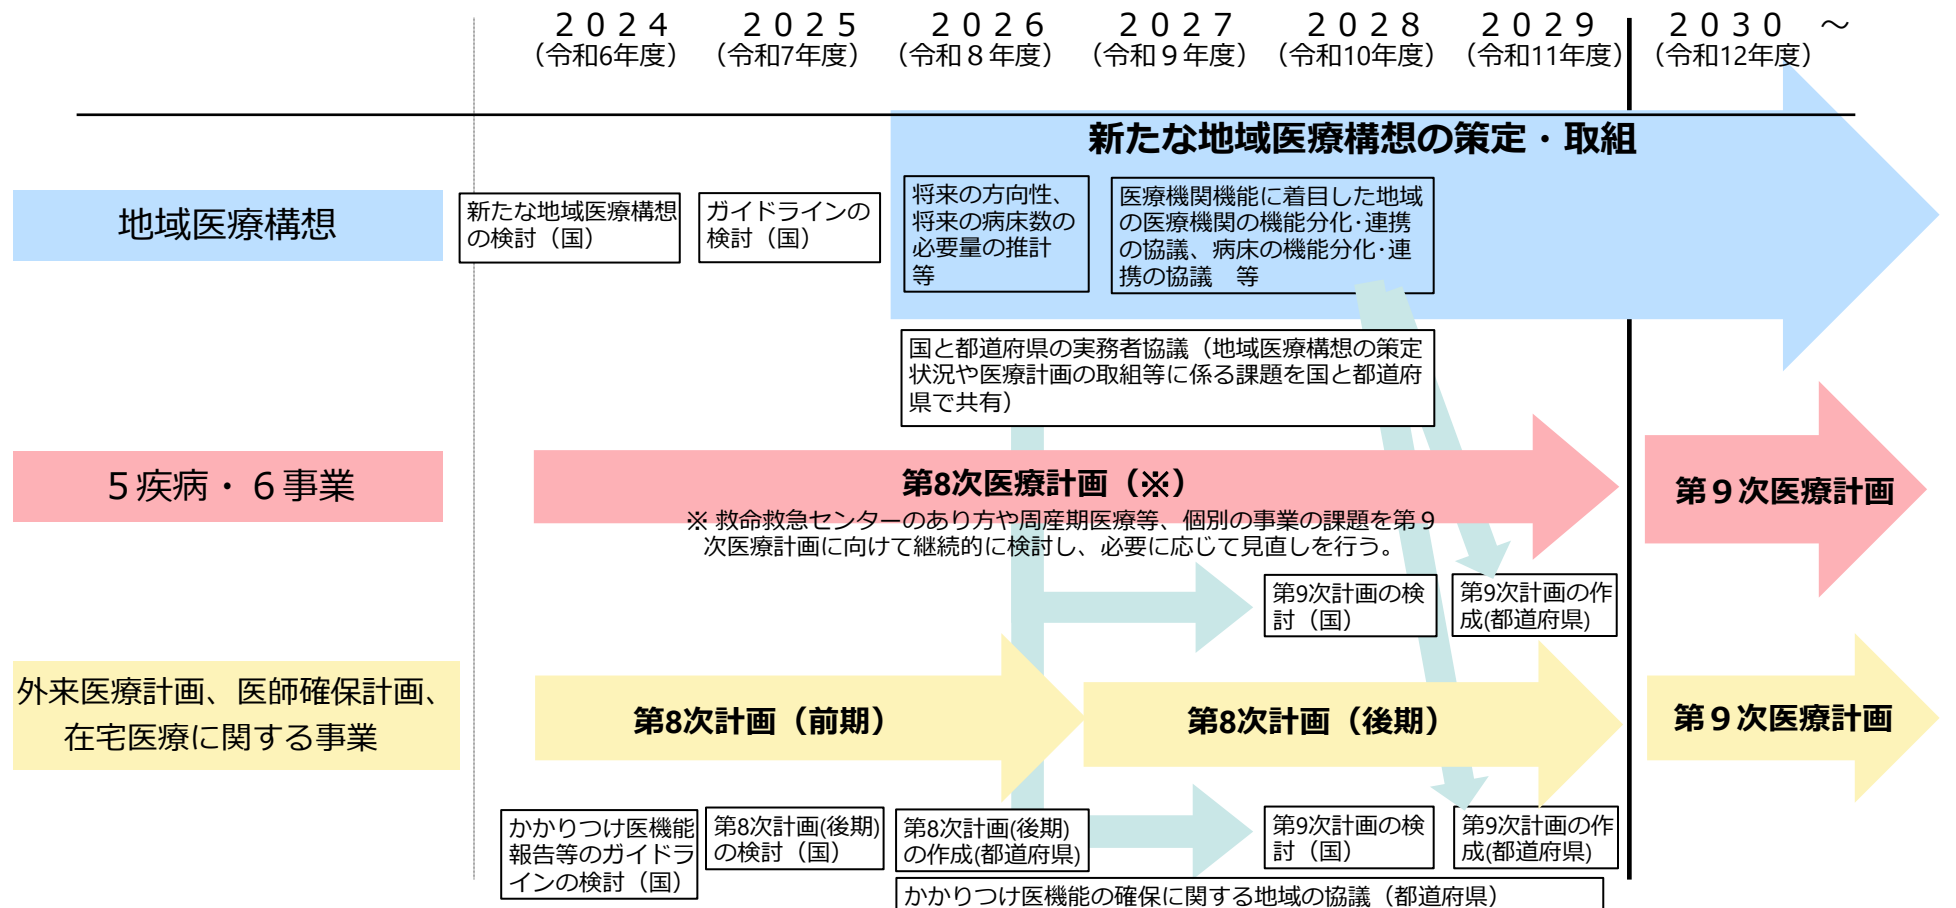 ２０２４
（令和6年度）
２０２５
（令和7年度）
２０２６
（令和８年度）
２０２７
（令和９年度）
２０２８
（令和10年度）
２０２９
（令和11年度）
２０３０　～
（令和12年度）
新たな地域医療構想の策定・取組
地域医療構想
新たな地域医療構想
の検討（国）
ガイドラインの
検討（国）
将来の方向性、
将来の病床数の
必要量の推計
等
医療機関機能に着目した地域
の医療機関の機能分化･連携
の協議、病床の機能分化･連
携の協議　等
国と都道府県の実務者協議（地域医療構想の策定
状況や医療計画の取組等に係る課題を国と都道府
県で共有）
５疾病・６事業
第8次医療計画（※）
※ 救命救急センターのあり方や周産期医療等、個別の事業の課題を第９
次医療計画に向けて継続的に検討し、必要に応じて見直しを行う。
第９次医療計画
第9次計画の検
討（国）
第9次計画の作
成(都道府県)
外来医療計画、医師確保計画、
在宅医療に関する事業
第8次計画（前期）
第8次計画（後期）
第９次医療計画
かかりつけ医機能
報告等のガイドラ
インの検討（国）
第8次計画(後期)
の検討（国）
第8次計画(後期)
の作成(都道府県)
第9次計画の検
討（国）
第9次計画の作
成(都道府県)
かかりつけ医機能の確保に関する地域の協議（都道府県）